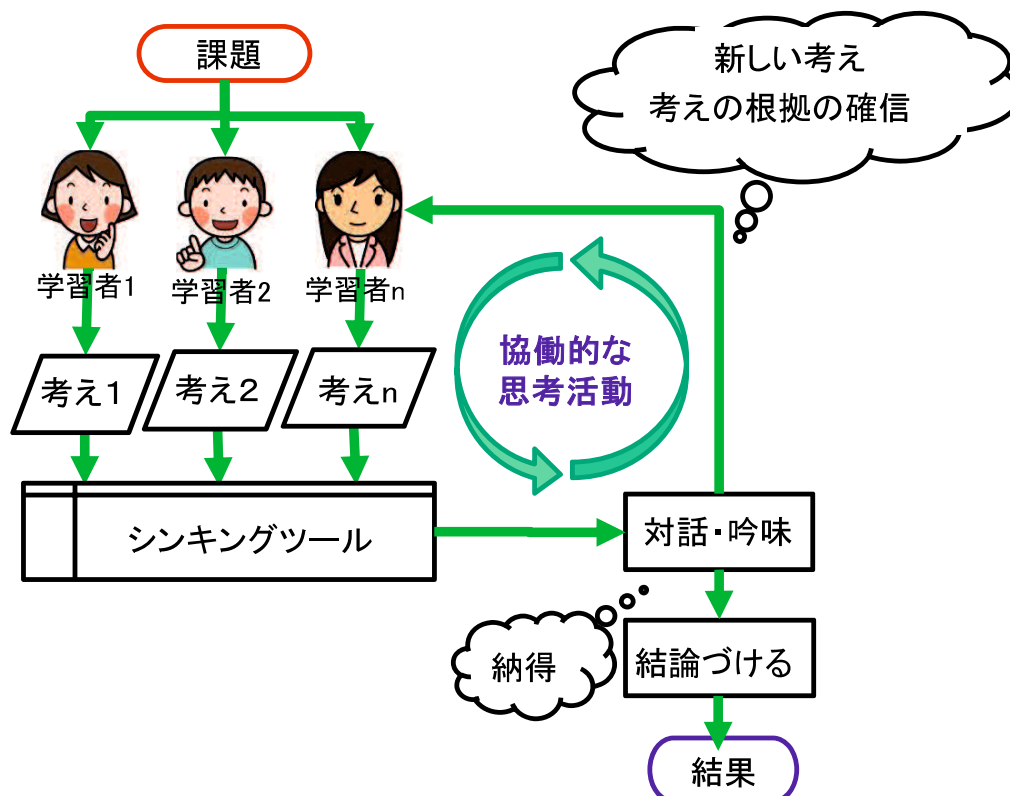 課題
新しい考え
考えの根拠の確信
学習者1
学習者2
学習者n
考え1
考え2
考えn
協働的な
思考活動
シンキングツール
対話・吟味
納得
結論づける
結果